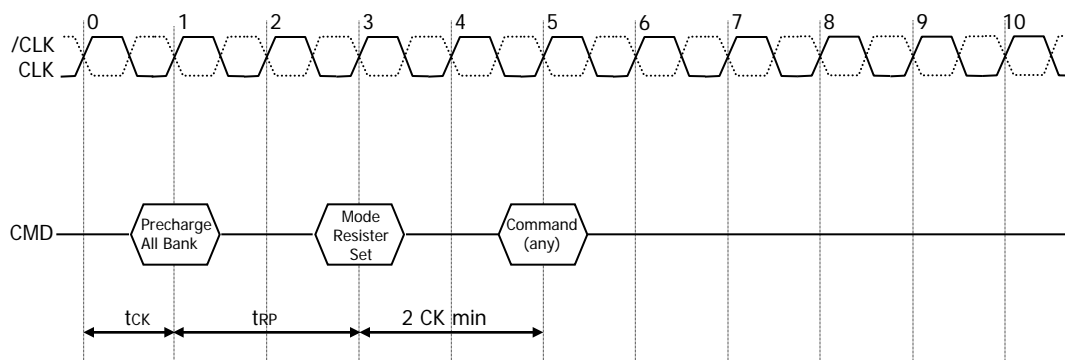 0 1 2 3 4 5 6 7 8 9 10
/CLK
CLK
CMD
Precharge
All Bank
Mode
Resister
Set
Command
(any)
tCK
tRP
2 CK min